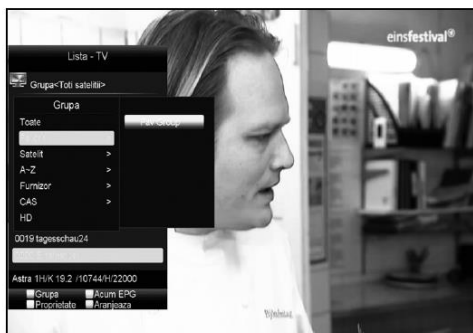 einsfestival®
Lista - TV
Grupa<Toti satelitii>
Grupa
Toate
Fav Group
Satelit >
A~Z >
Furnizor >
CAS >
HD
0019 tagesschau24
Astra 1H/K 19.2 /10744/H/22000
Grupa Acum EPG
Proprietate Aranjeaza